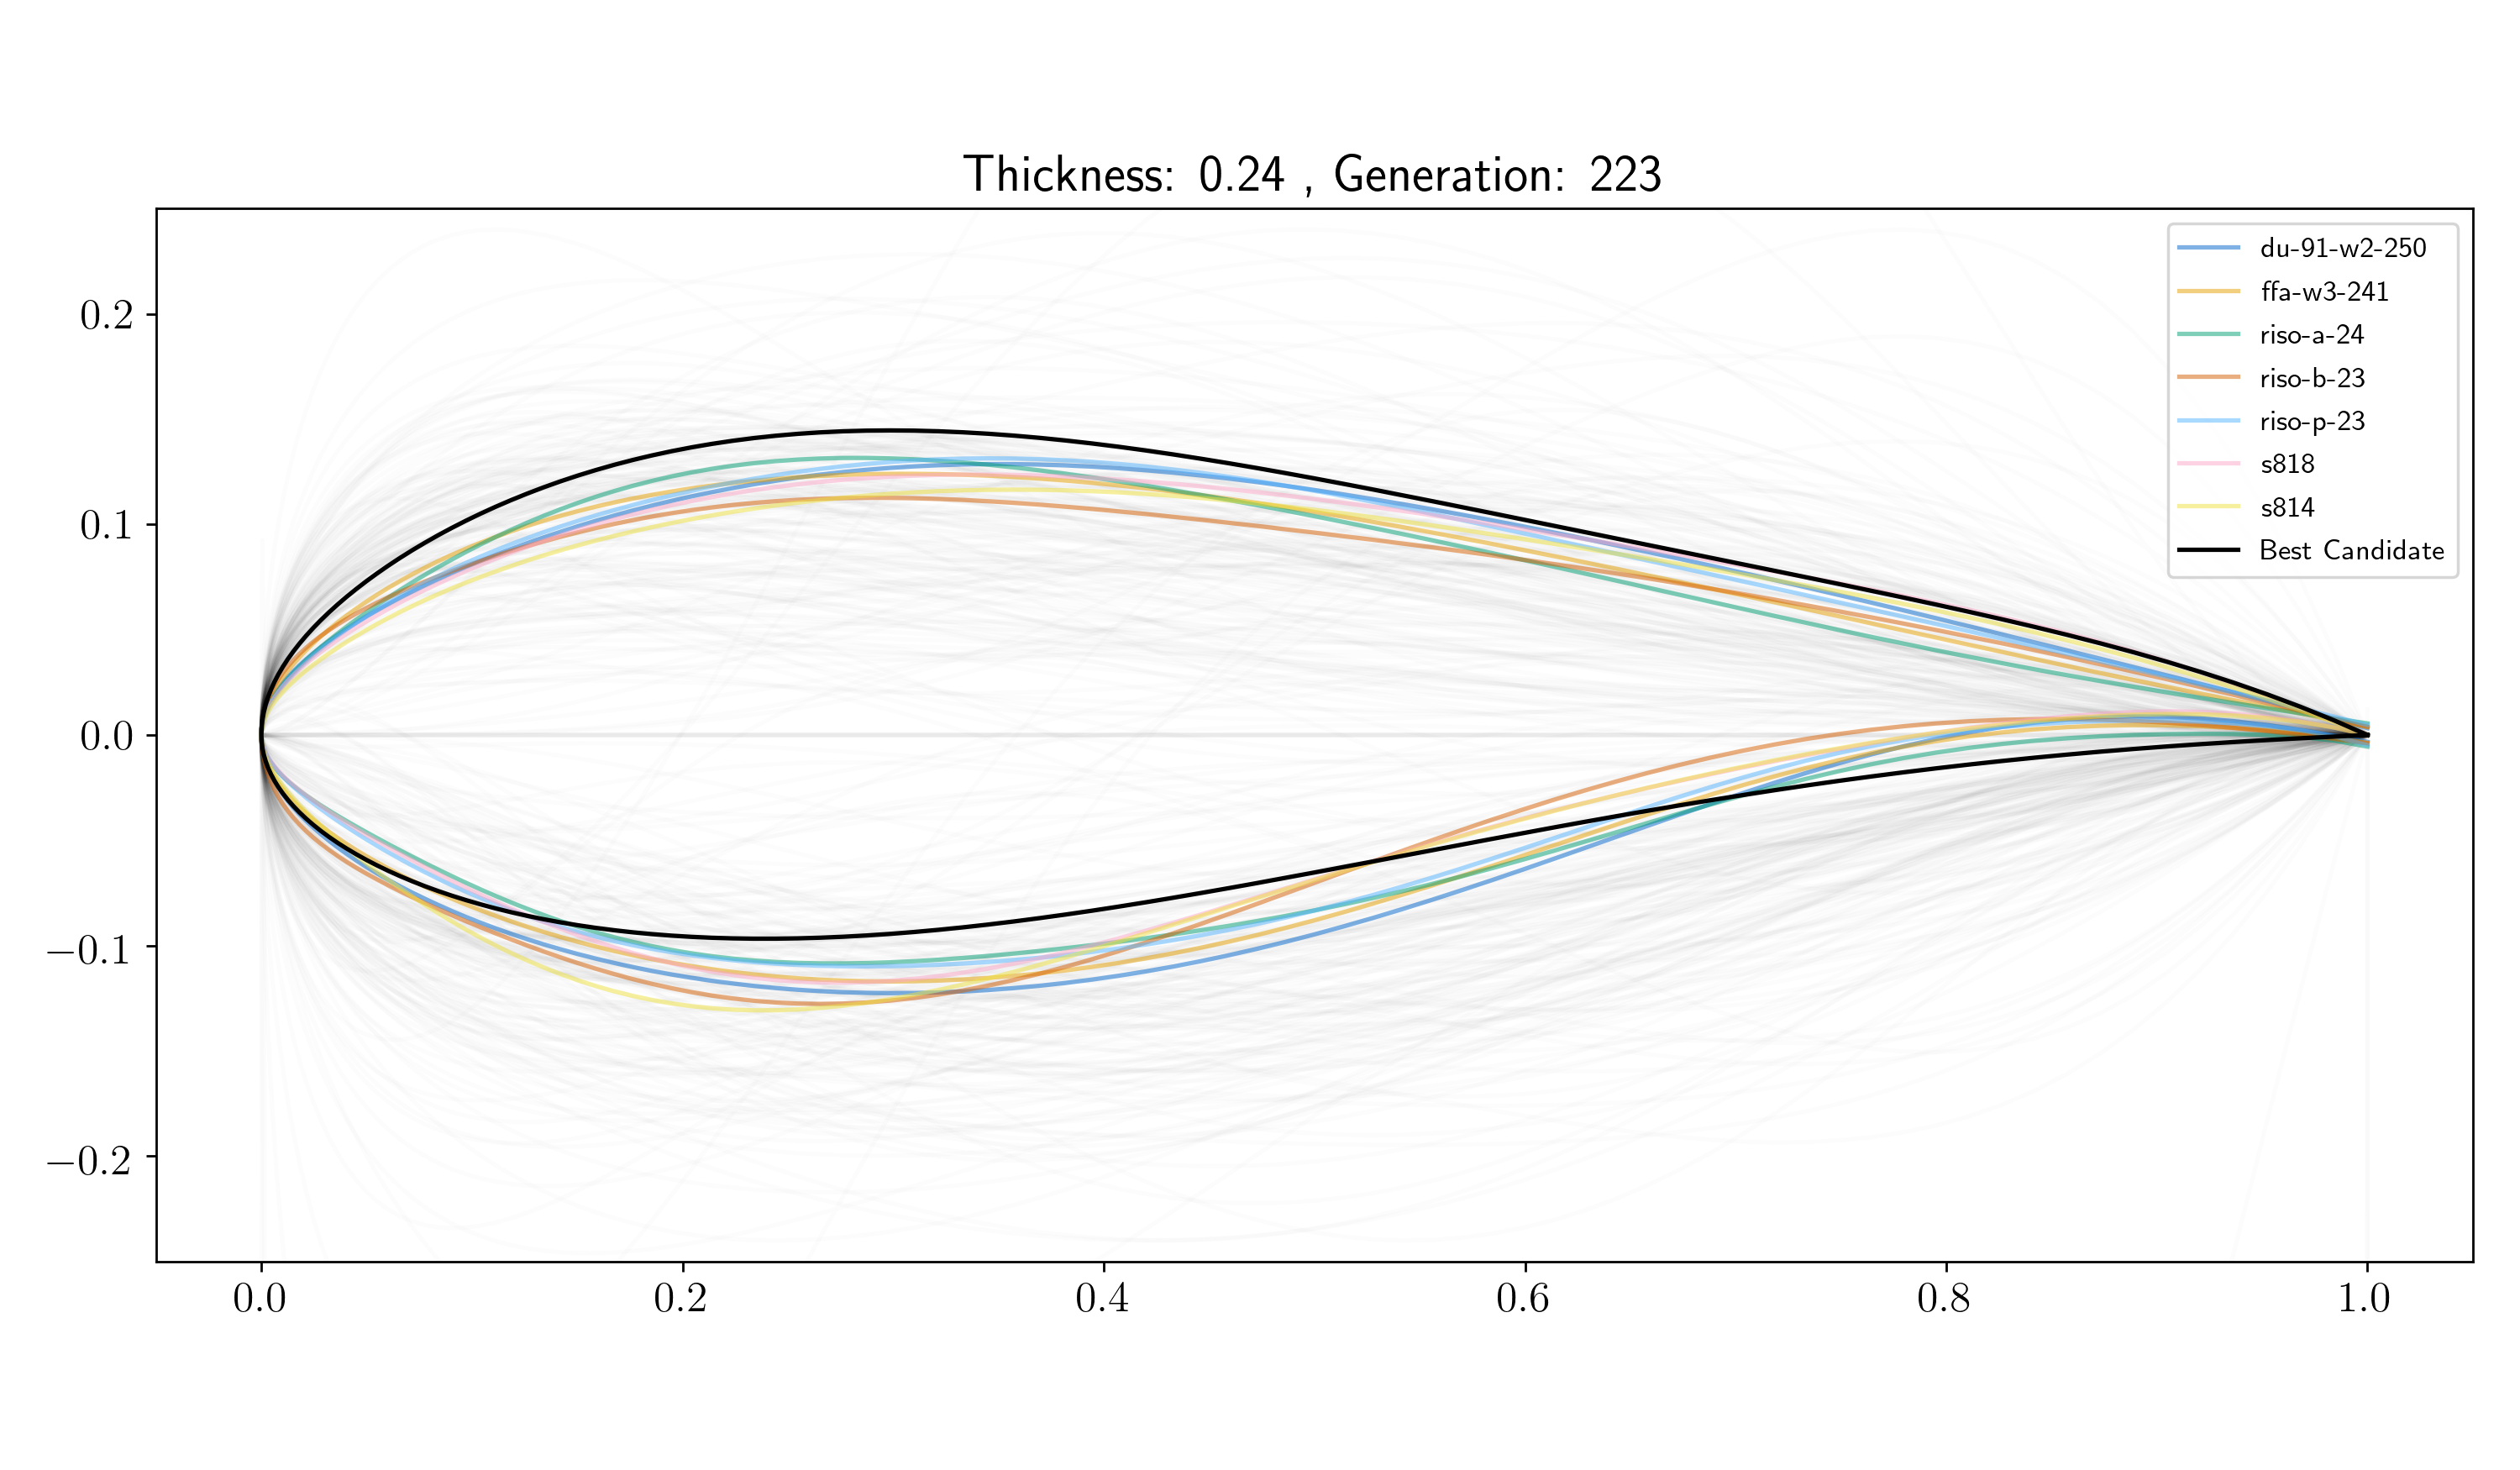 Thickness: 0.24 , Generation: 223
du-91-w2-250
ffa-w3-241
riso-a-24
riso-b-23
riso-p-23
s818
s814
Best Candidate
0.2
0.1
0.0
−0.1
−0.2
0.0 0.2 0.4 0.6 0.8 1.0